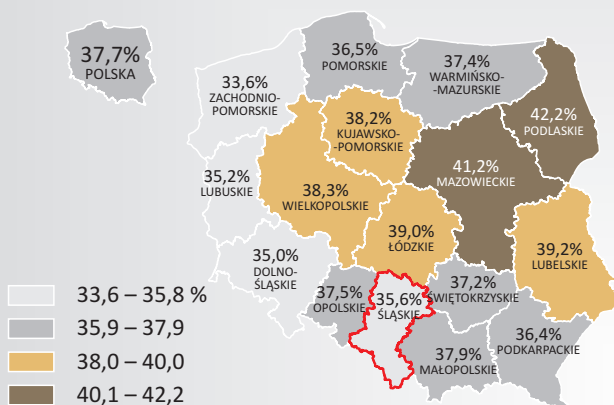 37,7%
POLSKA
36,5%
POMORSKIE
37,4%
WARMIŃSKO-
-MAZURSKIE
33,6%
ZACHODNIO-
POMORSKIE
42,2%
PODLASKIE
38,2%
KUJAWSKO-
-POMORSKIE
41,2%
MAZOWIECKIE
35,2%
LUBUSKIE
38,3%
WIELKOPOLSKIE
39,0%
ŁÓDZKIE
39,2%
LUBELSKIE
35,0%
DOLNO-
ŚLĄSKIE
37,5%
OPOLSKIE
35,6%
ŚLĄSKIE
37,2%
ŚWIĘTOKRZYSKIE
36,4%
PODKARPACKIE
37,9%
MAŁOPOLSKIE
33,6 – 35,8 %
35,9 – 37,9
38,0 – 40,0
40,1 – 42,2